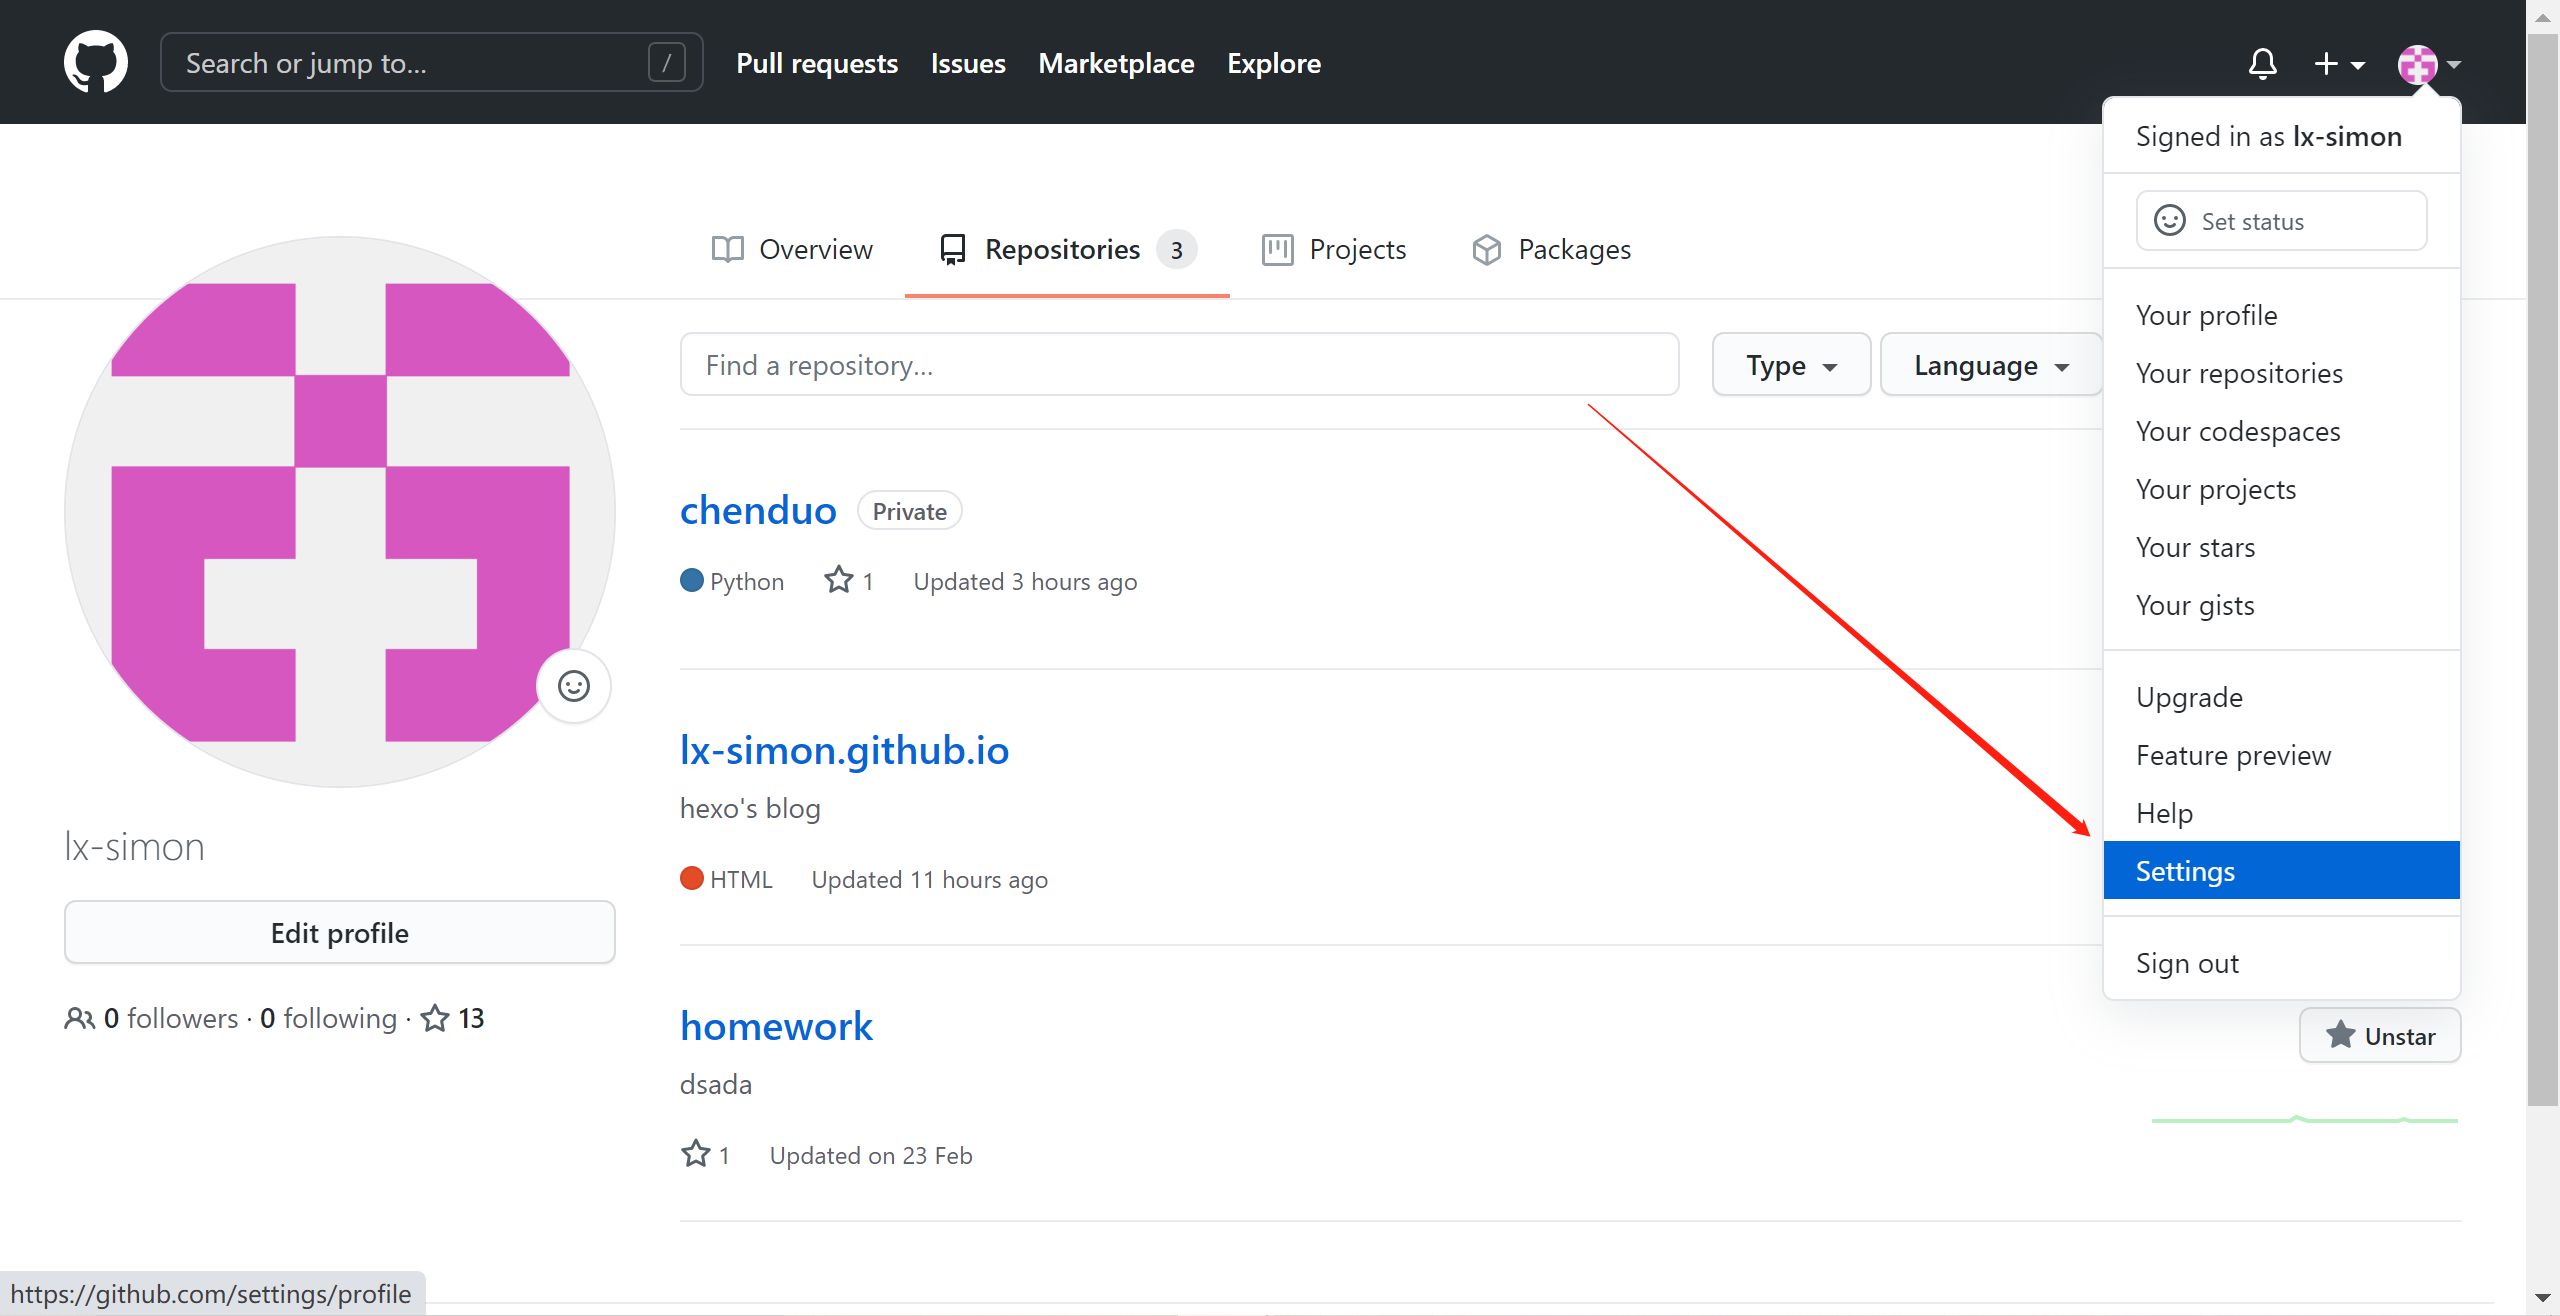 Search or jump to... /
Pull requests Issues Marketplace Explore
Signed in as lx-simon
Set status
Your profile
Your repositories
Your codespaces
Your projects
Your stars
Your gists
Upgrade
Feature preview
Help
Settings
Sign out
Overview Repositories 3 Projects Packages
Find a repository... Type Language
chenduo Private
Python 1 Updated 3 hours ago
lx-simon.github.io
hexo's blog
HTML Updated 11 hours ago
homework
Unstar
dsada
1 Updated on 23 Feb
lx-simon
Edit profile
0 followers · 0 following · 13
https://github.com/settings/profile